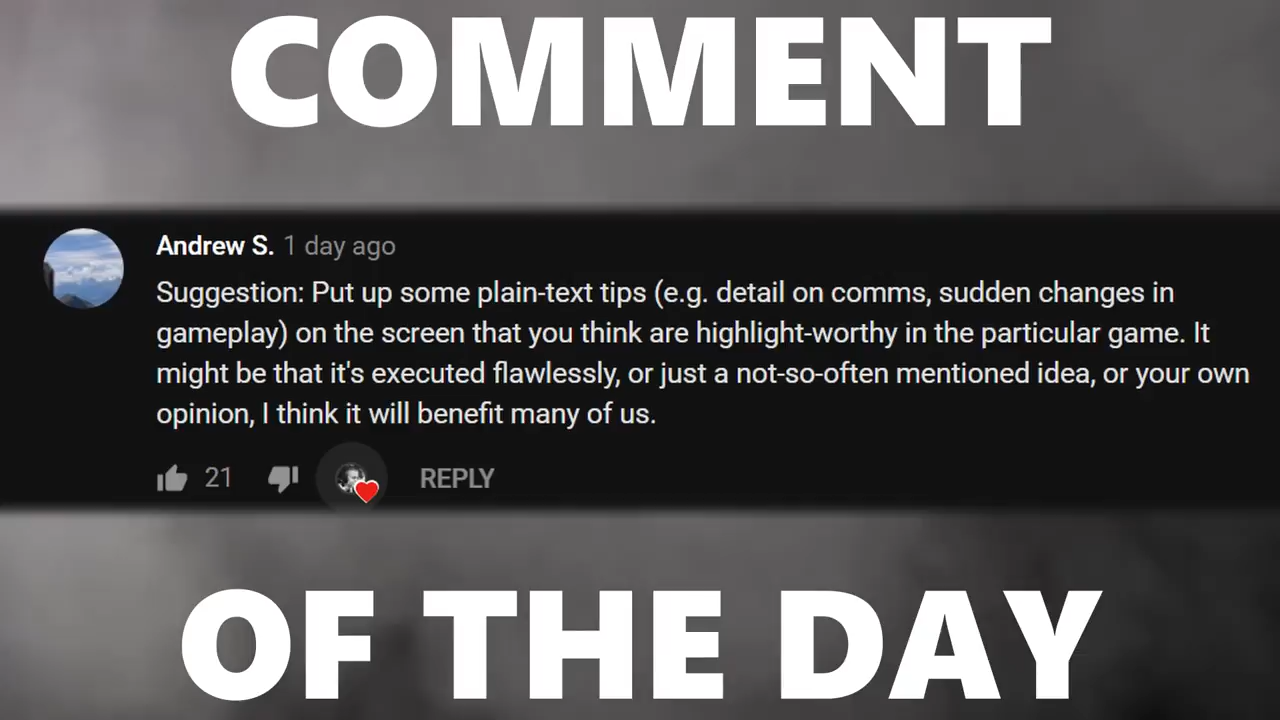 COMMENT
Andrew S. 1 day ago
Suggestion: Put up some plain-text tips (e.g. detail on comms, sudden changes in
gameplay) on the screen that you think are highlight-worthy in the particular game. It
might be that it's executed flawlessly, or just a not-so-often mentioned idea, or your own
opinion, I think it will benefit many of us.
21 REPLY
OF THE DAY